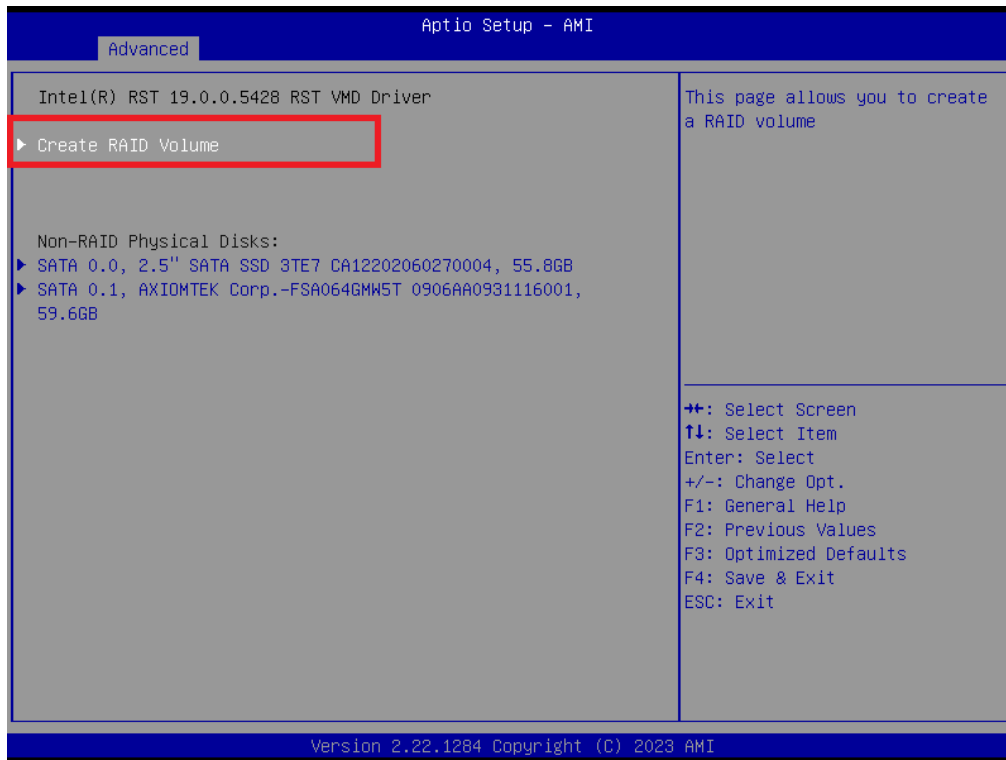 Aptio Setup - AMI
Advanced
Intel(R) RST 19.0.0.5428 RST VMD Driver
▶ Create RAID Volume
Non-RAID Physical Disks:
▶ SATA 0.0, 2.5" SATA SSD 3TE7 CA12202060270004, 55.8GB
▶ SATA 0.1, AXIOMTEK Corp.-FSA064GMW5T 0906AA0931116001,
59.6GB
This page allows you to create
a RAID volume
→←: Select Screen
↑↓: Select Item
Enter: Select
+/-: Change Opt.
F1: General Help
F2: Previous Values
F3: Optimized Defaults
F4: Save & Exit
ESC: Exit
Version 2.22.1284 Copyright (C) 2023 AMI